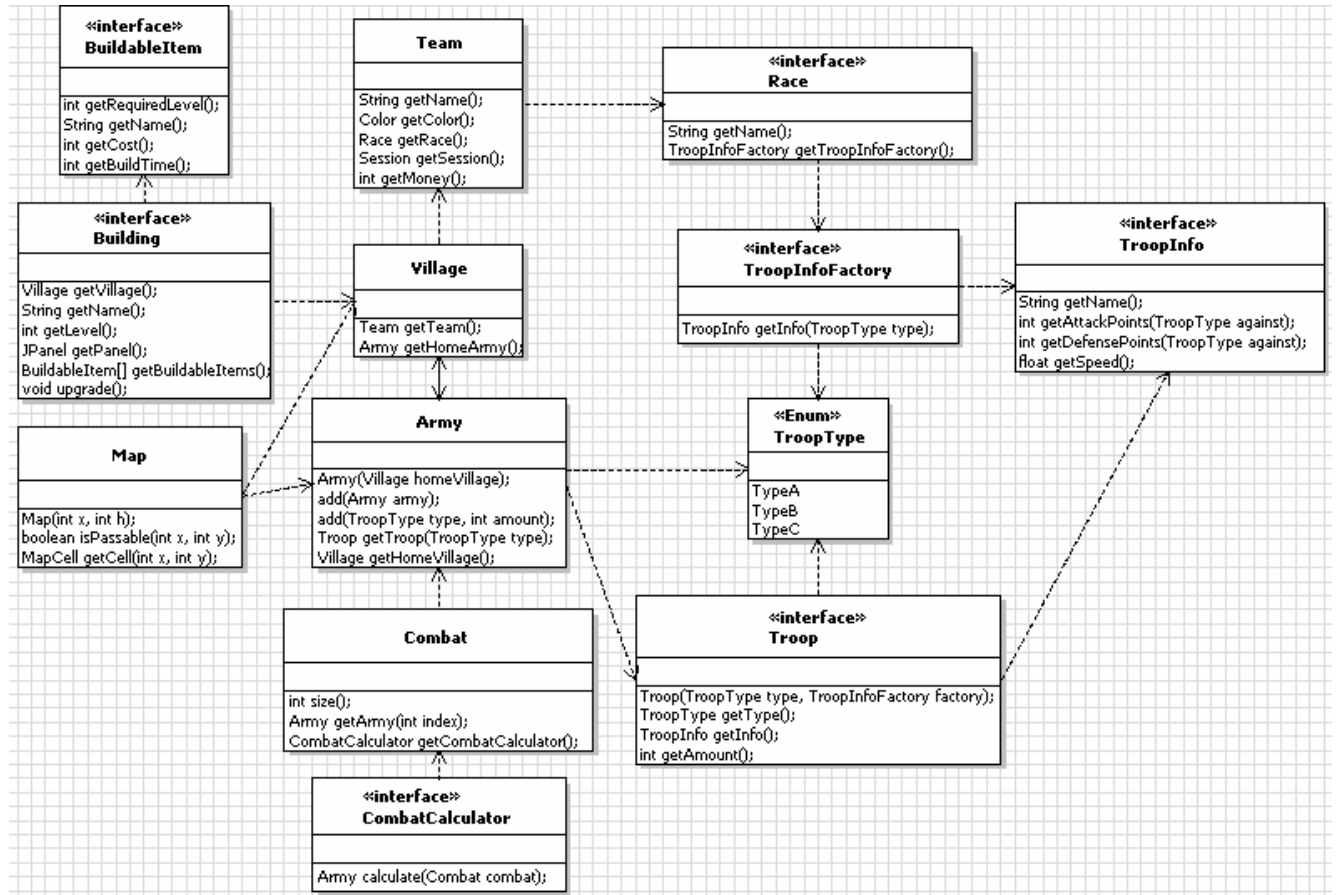 «interface»
BuildableItem
int getRequiredLevel();
String getName();
int getCost();
int getBuildTime();
Team
String getName();
Color getColor();
Race getRace();
Session getSession();
int getMoney();
«interface»
Race
String getName();
TroopInfoFactory getTroopInfoFactory();
«interface»
Building
Village getVillage();
String getName();
int getLevel();
JPanel getPanel();
BuildableItem[] getBuildableItems();
void upgrade();
Village
Team getTeam();
Army getHomeArmy();
«interface»
TroopInfoFactory
TroopInfo getInfo(TroopType type);
«interface»
TroopInfo
String getName();
int getAttackPoints(TroopType against);
int getDefensePoints(TroopType against);
float getSpeed();
Map
Map(int x, int h);
boolean isPassable(int x, int y);
MapCell getCell(int x, int y);
Army
Army(Village homeVillage);
add(Army army);
add(TroopType type, int amount);
Troop getTroop(TroopType type);
Village getHomeVillage();
«Enum»
TroopType
TypeA
TypeB
TypeC
Combat
int size();
Army getArmy(int index);
CombatCalculator getCombatCalculator();
«interface»
Troop
Troop(TroopType type, TroopInfoFactory factory);
TroopType getType();
TroopInfo getInfo();
int getAmount();
«interface»
CombatCalculator
Army calculate(Combat combat);